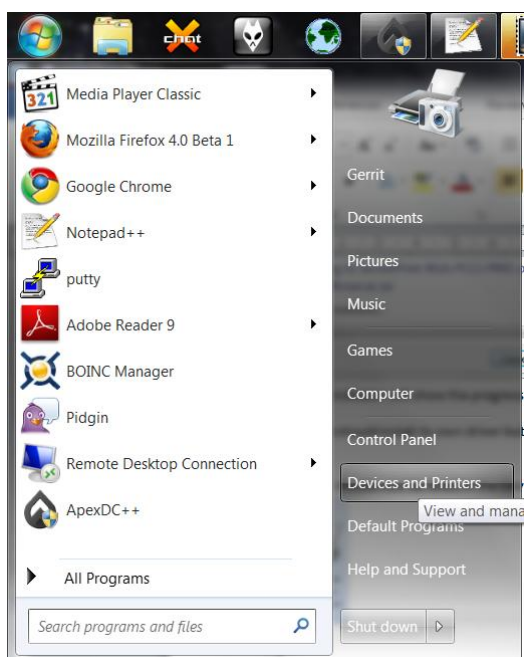 chat
321
Media Player Classic
Mozilla Firefox 4.0 Beta 1
Google Chrome
Notepad++
putty
Adobe Reader 9
BOINC Manager
Pidgin
Remote Desktop Connection
ApexDC++
All Programs
Search programs and files
Gerrit
Documents
Pictures
Music
Games
Computer
Control Panel
Devices and Printers
View and mana
Default Programs
Help and Support
Shut down